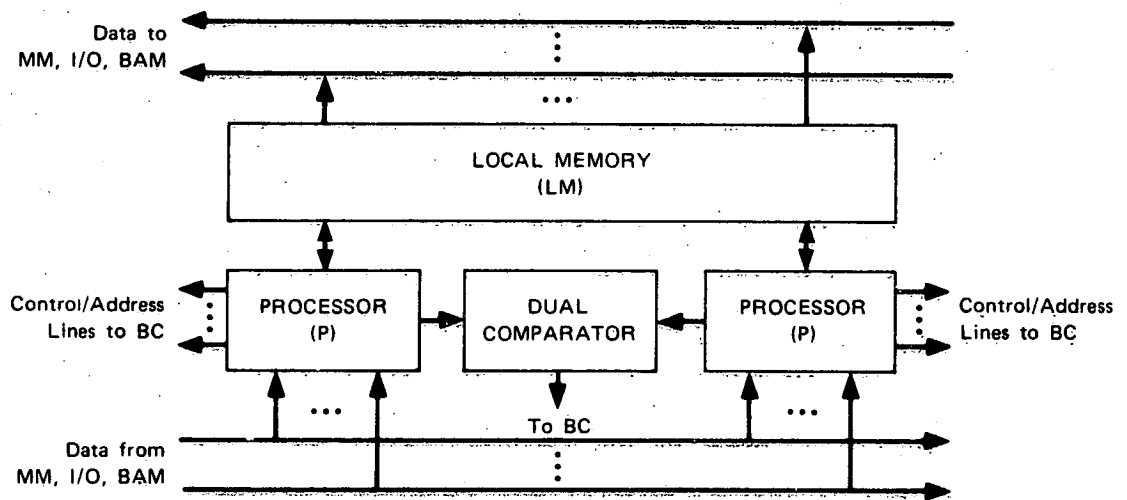 Data to
MM, I/O, BAM
LOCAL MEMORY
(LM)
Control/Address
Lines to BC
PROCESSOR
(P)
DUAL
COMPARATOR
PROCESSOR
(P)
Control/Address
Lines to BC
To BC
Data from
MM, I/O, BAM